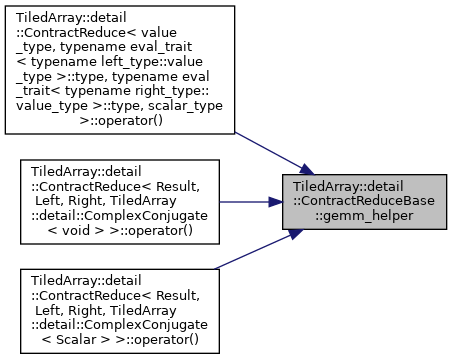 TiledArray::detail
::ContractReduce< value
_type, typename eval_trait
< typename left_type::value
_type >::type, typename eval
_trait< typename right_type::
value_type >::type, scalar_type
>::operator()
TiledArray::detail
::ContractReduceBase
::gemm_helper
TiledArray::detail
::ContractReduce< Result,
Left, Right, TiledArray
::detail::ComplexConjugate
< void > >::operator()
TiledArray::detail
::ContractReduce< Result,
Left, Right, TiledArray
::detail::ComplexConjugate
< Scalar > >::operator()